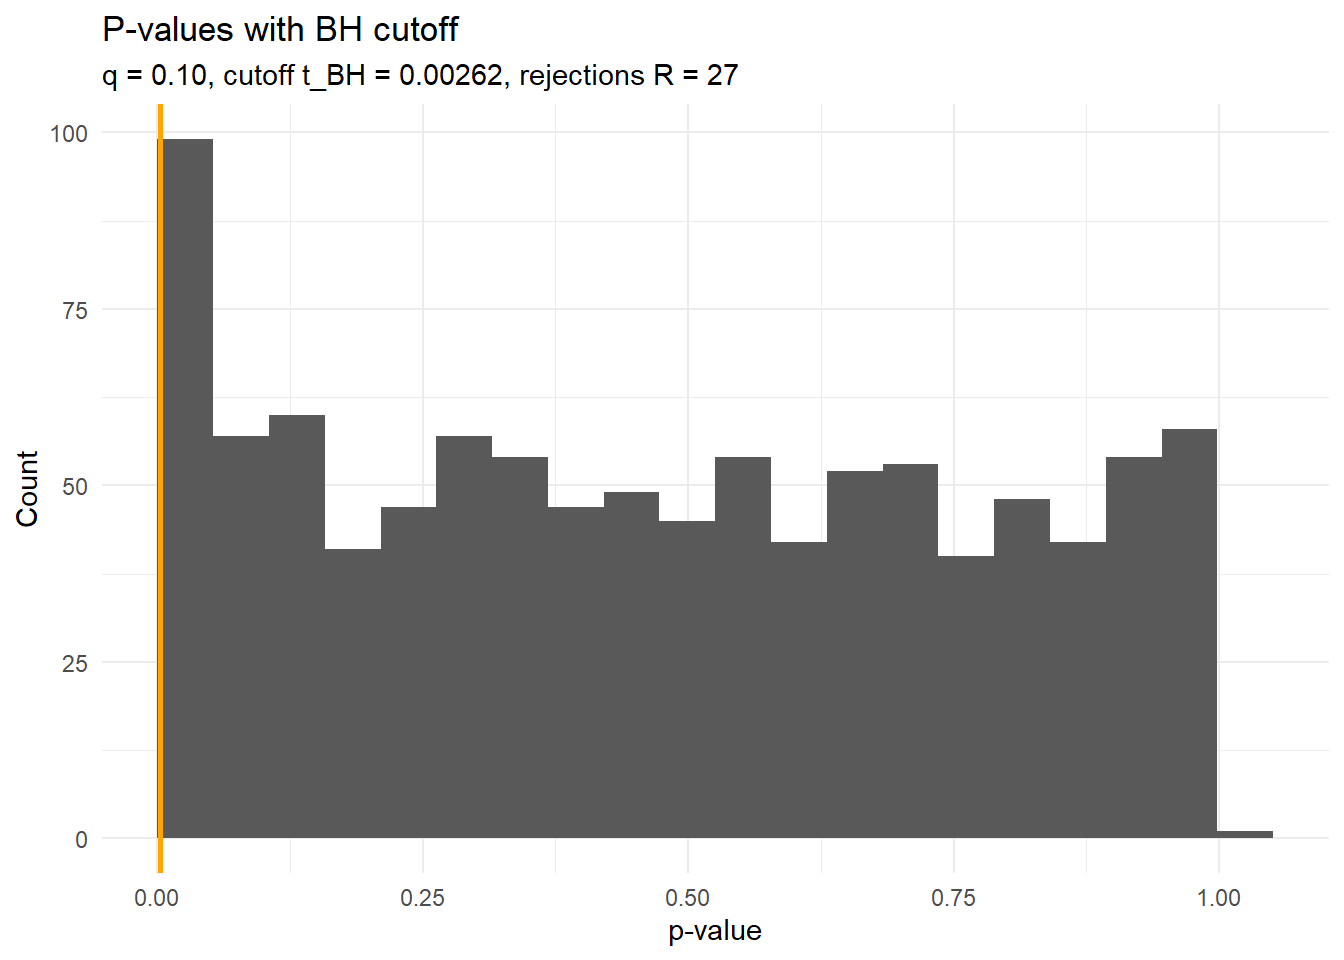 P-values with BH cutoff
q = 0.10, cutoff t_BH = 0.00262, rejections R = 27
100
75
50
25
0
Count
0.00 0.25 0.50 0.75 1.00
p-value